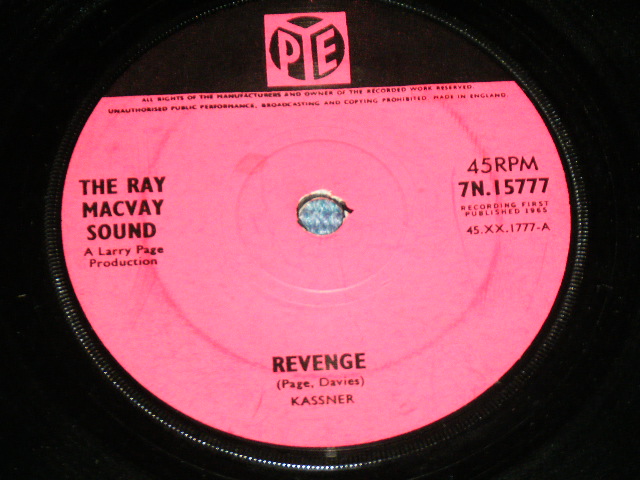 PYE
ALL RIGHTS OF THE MANUFACTURERS AND OWNER OF THE RECORDED WORK RESERVED.
UNAUTHORISED PUBLIC PERFORMANCE, BROADCASTING AND COPYING PROHIBITED. MADE IN ENGLAND.
THE RAY
MACVAY
SOUND
A Larry Page
Production
45RPM
7N.15777
RECORDING FIRST
PUBLISHED 1965
45.XX.1777-A
REVENGE
(Page, Davies)
KASSNER